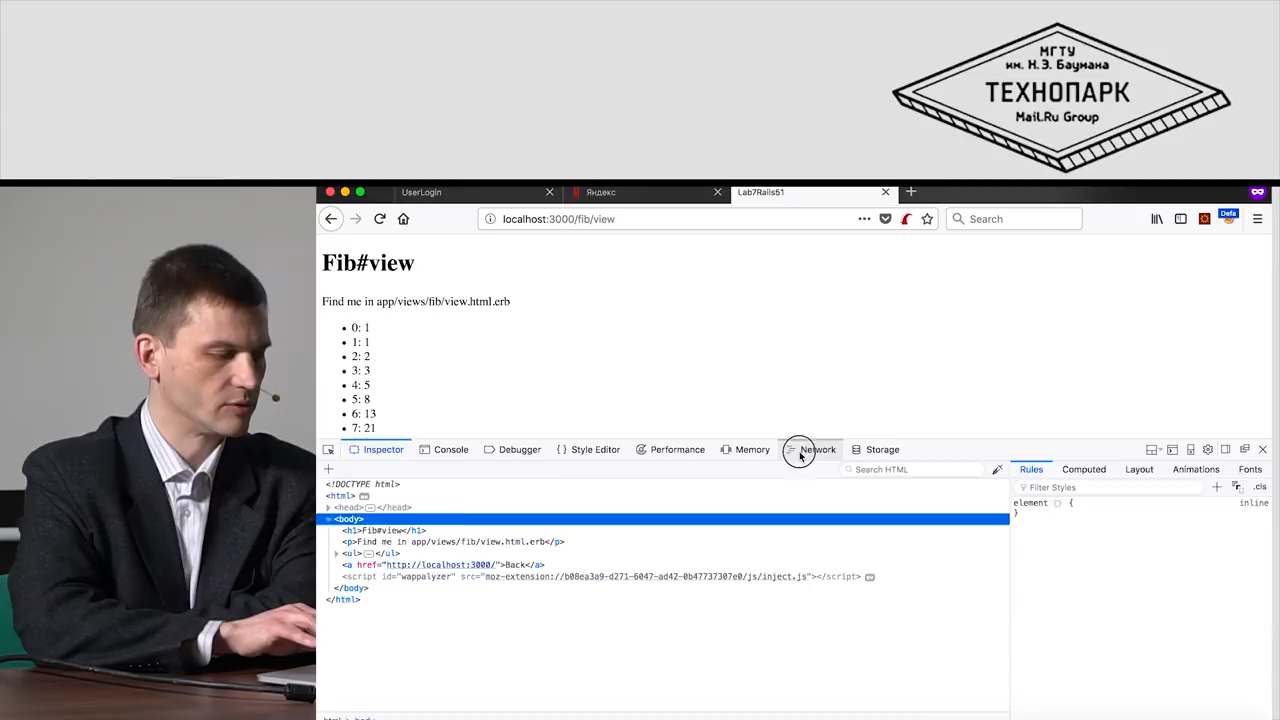 МГТУ
им. Н.Э. Баумана
ТЕХНОПАРК
Mail.Ru Group
UserLogin
Яндекс
Lab7Rails51
localhost:3000/fib/view
Search
Defa
Fib#view
Find me in app/views/fib/view.html.erb
0: 1
1: 1
2: 2
3: 3
4: 5
5: 8
6: 13
7: 21
Inspector Console Debugger { } Style Editor Performance Memory Network Storage
+ Search HTML
Rules Computed Layout Animations Fonts
Filter Styles + .cls
<!DOCTYPE html>
<html> ev
<head> </head>
<body>
<h1>Fib#view</h1>
<p>Find me in app/views/fib/view.html.erb</p>
<ul> </ul>
<a href="http://localhost:3000/">Back</a>
<script id="wappalyzer" src="moz-extension://b08ea3a9-d271-6047-ad42-0b47737307e0/js/inject.js"></script> ev
</body>
</html>
element { inline
}